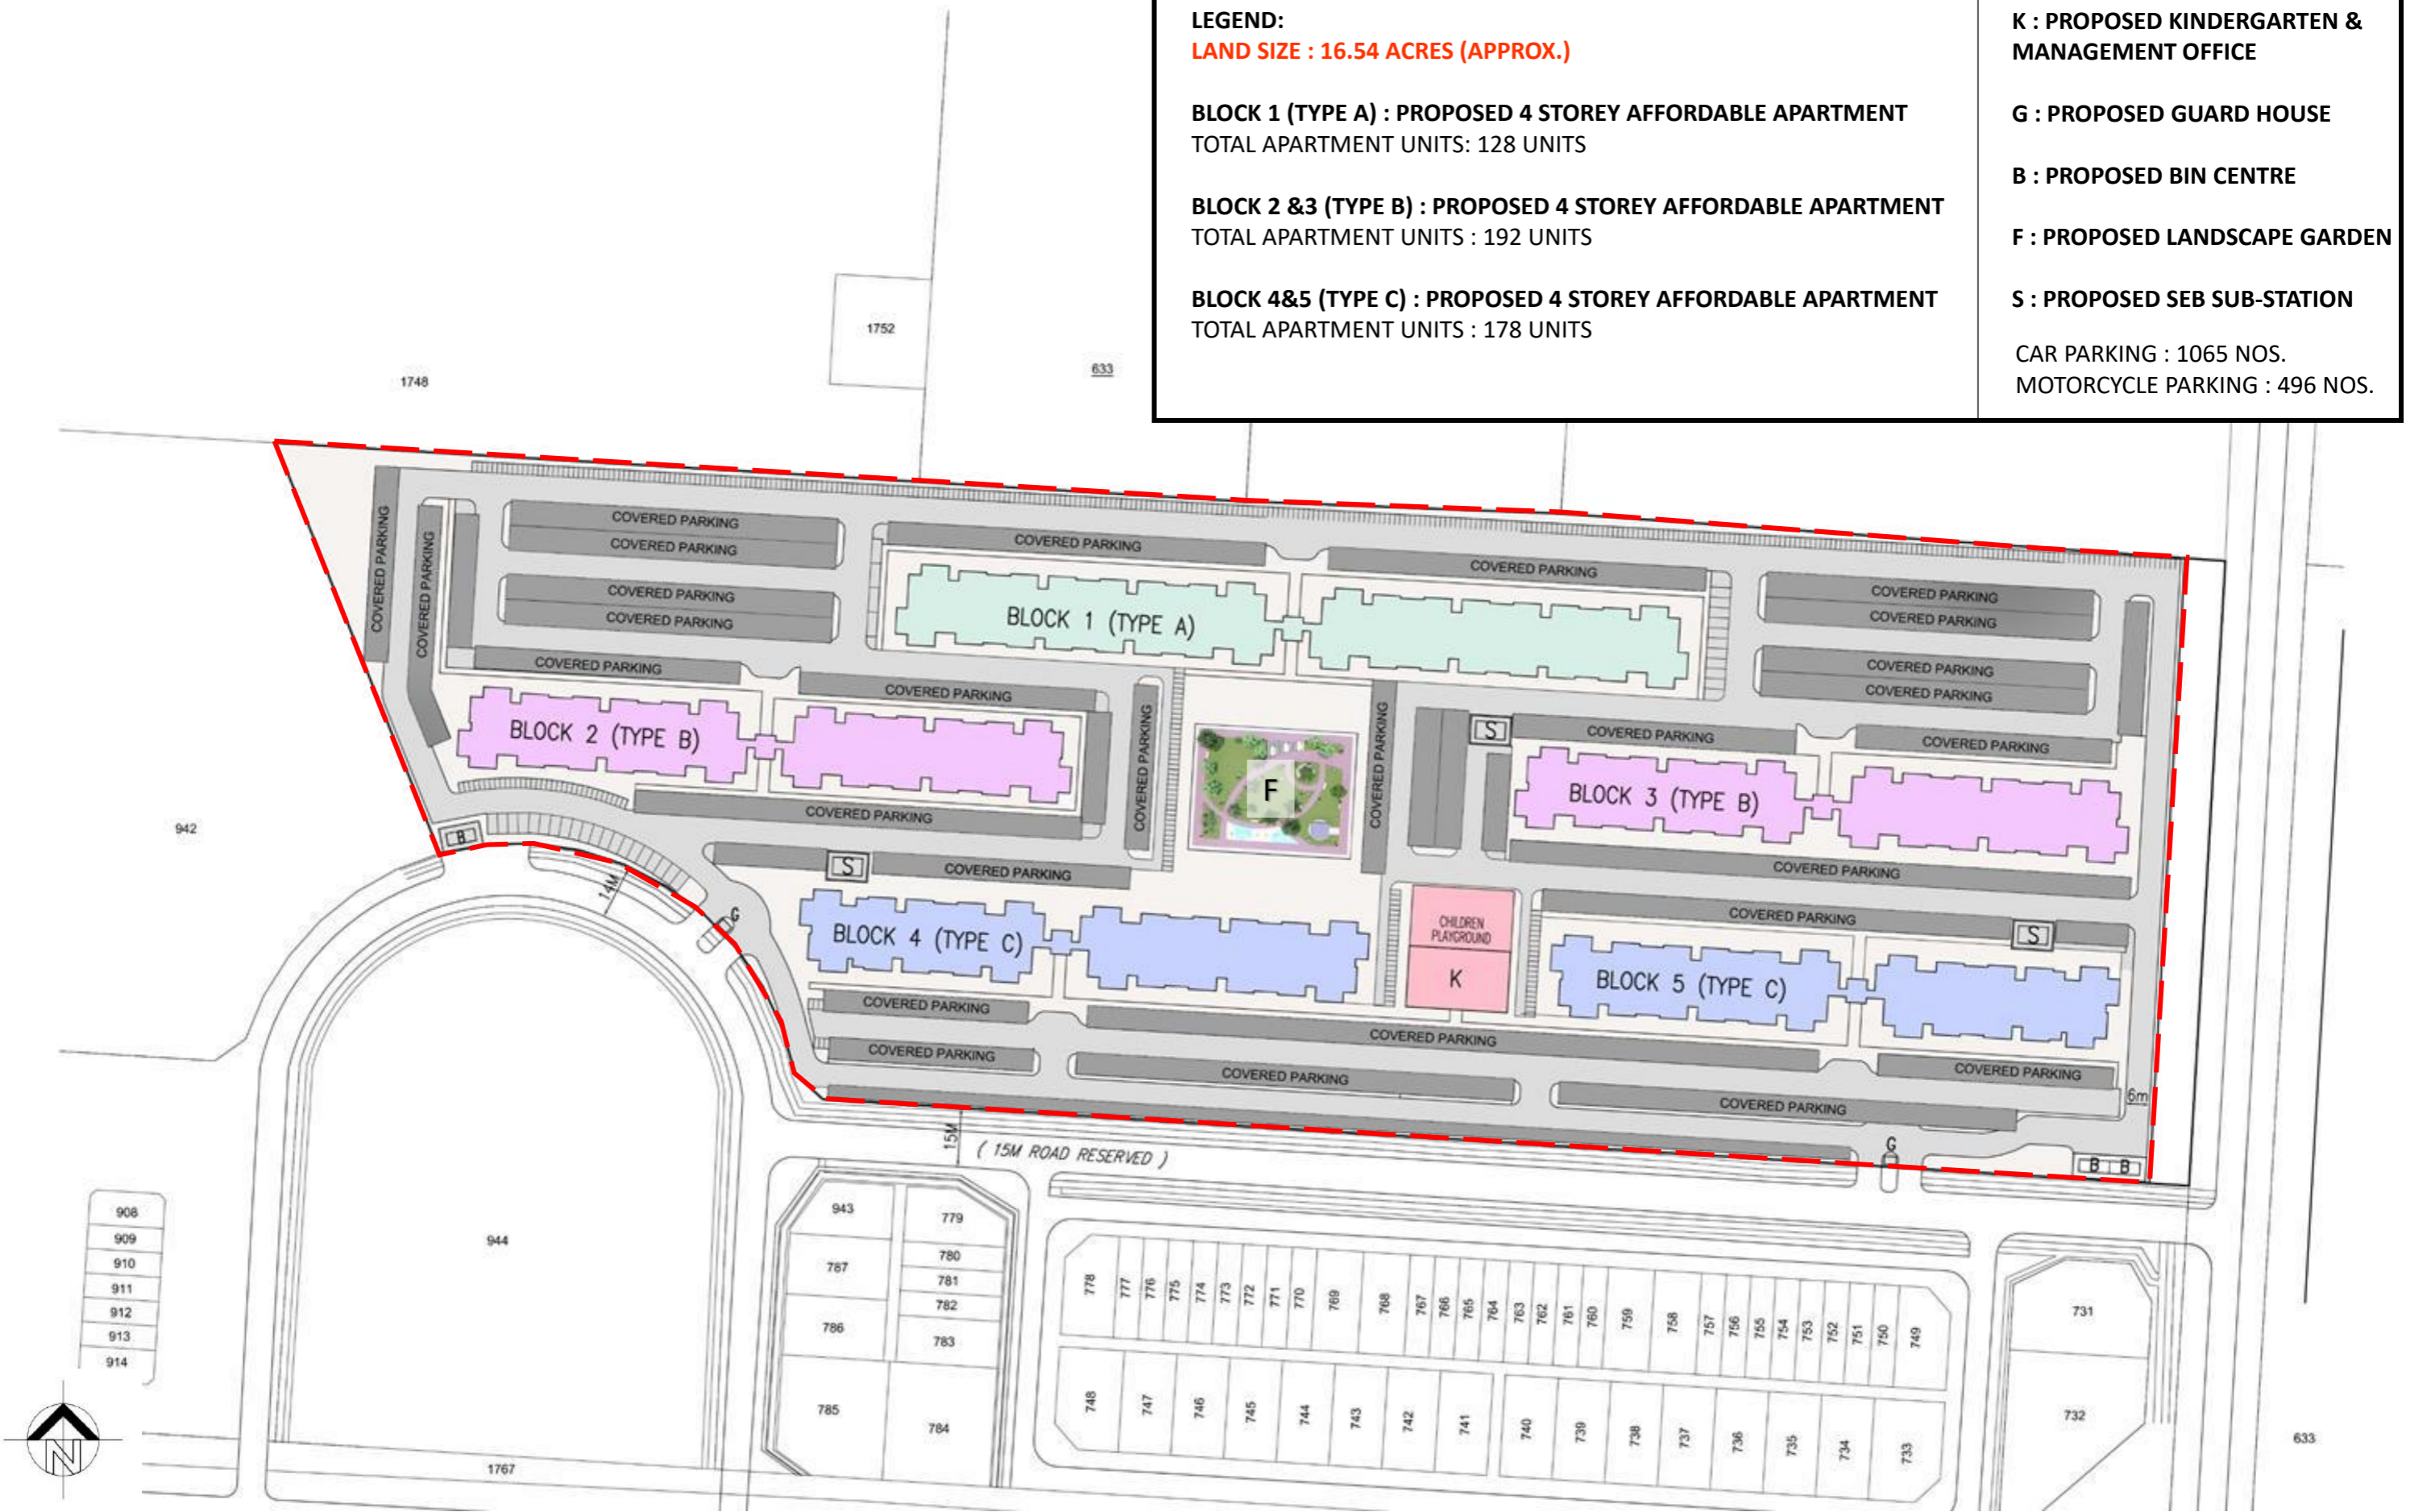 LEGEND:
LAND SIZE : 16.54 ACRES (APPROX.)
BLOCK 1 (TYPE A) : PROPOSED 4 STOREY AFFORDABLE APARTMENT
TOTAL APARTMENT UNITS: 128 UNITS
BLOCK 2 &3 (TYPE B) : PROPOSED 4 STOREY AFFORDABLE APARTMENT
TOTAL APARTMENT UNITS : 192 UNITS
BLOCK 4&5 (TYPE C) : PROPOSED 4 STOREY AFFORDABLE APARTMENT
TOTAL APARTMENT UNITS : 178 UNITS
K : PROPOSED KINDERGARTEN &
MANAGEMENT OFFICE
G : PROPOSED GUARD HOUSE
B : PROPOSED BIN CENTRE
F : PROPOSED LANDSCAPE GARDEN
S : PROPOSED SEB SUB-STATION
CAR PARKING : 1065 NOS.
MOTORCYCLE PARKING : 496 NOS.
1752
633
1748
COVERED PARKING
COVERED PARKING
COVERED PARKING
COVERED PARKING
COVERED PARKING
COVERED PARKING
COVERED PARKING
COVERED PARKING
COVERED PARKING
COVERED PARKING
COVERED PARKING
COVERED PARKING
BLOCK 1 (TYPE A)
COVERED PARKING
COVERED PARKING
COVERED PARKING
COVERED PARKING
BLOCK 2 (TYPE B)
COVERED PARKING
F
COVERED PARKING
S
COVERED PARKING
COVERED PARKING
BLOCK 3 (TYPE B)
COVERED PARKING
942
B
S
COVERED PARKING
COVERED PARKING
14M
G
BLOCK 4 (TYPE C)
CHILDREN
PLAYGROUND
K
COVERED PARKING
S
BLOCK 5 (TYPE C)
COVERED PARKING
COVERED PARKING
COVERED PARKING
COVERED PARKING
COVERED PARKING
COVERED PARKING
6m
15M
( 15M ROAD RESERVED )
G
B B
908
909
910
911
912
913
914
944
943
787
786
785
779
780
781
782
783
784
778
777
776
775
774
773
772
771
770
769
768
767
766
765
764
763
762
761
760
759
758
757
756
755
754
753
752
751
750
749
748
747
746
745
744
743
742
741
740
739
738
737
736
735
734
733
731
732
633
1767
N